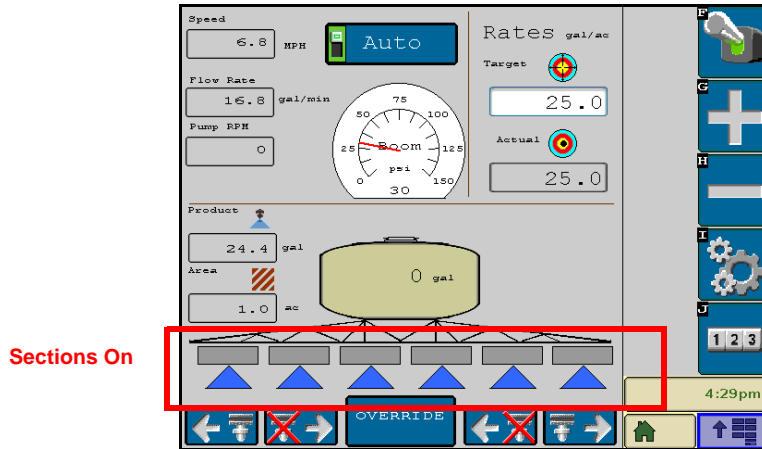 Speed
6.8 MPH
Auto
Flow Rate
16.8 gal/min
Pump RPM
0
0 25 50 75 100 125 150
Boom
psi
30
Rates gal/ac
Target
25.0
Actual
25.0
Product
24.4 gal
Area
1.0 ac
0 gal
Sections On
OVERRIDE
F
G
H
I
J
1 2 3
4:29pm